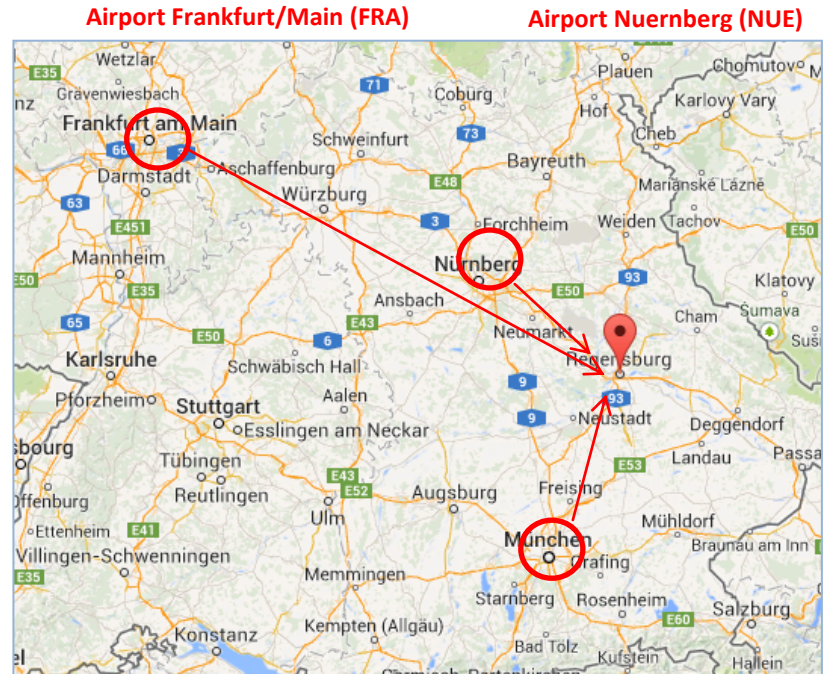 Airport Frankfurt/Main (FRA)
Airport Nuernberg (NUE)
Wetzlar
E35
Plauen
Chomutov
Gravenwiesbach
71
Coburg
Hof
Karlovy Vary
Frankfurt am Main
66
3
Schweinfurt
73
Cheb
Darmstadt
Aschaffenburg
Bayreuth
E48
Mariánské Lázně
63
Würzburg
E451
3
Forchheim
Weiden
Tachov
E50
Mannheim
Nürnberg
E50
E35
E50
93
Klatovy
Ansbach
65
E43
Neumarkt
Cham
Šumava
E50
6
Karlsruhe
Schwäbisch Hall
Regensburg
Pforzheim
Stuttgart
Aalen
9
93
Esslingen am Neckar
9
Neustadt
Deggendorf
Tübingen
E43
E53
Landau
Reutlingen
E52
Augsburg
Freising
Ulm
Mühldorf
Ettenheim
E41
München
Braunau am Inn
Villingen-Schwenningen
Grafing
E35
Memmingen
Starnberg
Rosenheim
Salzburg
Kempten (Allgäu)
E60
Konstanz
Bad Tölz
Kufstein
Hallein